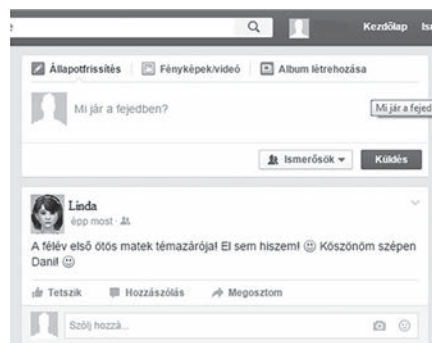 Kezdőlap
Állapotfrissítés Fényképek/videó Album létrehozása
Mi jár a fejedben?
Mi jár a fejed
Ismerősök Küldés
Linda
épp most
A félév első ötös matek témazárója! El sem hiszem! Köszönöm szépen
Dani!
Tetszik Hozzászólás Megosztom
Szólj hozzá...